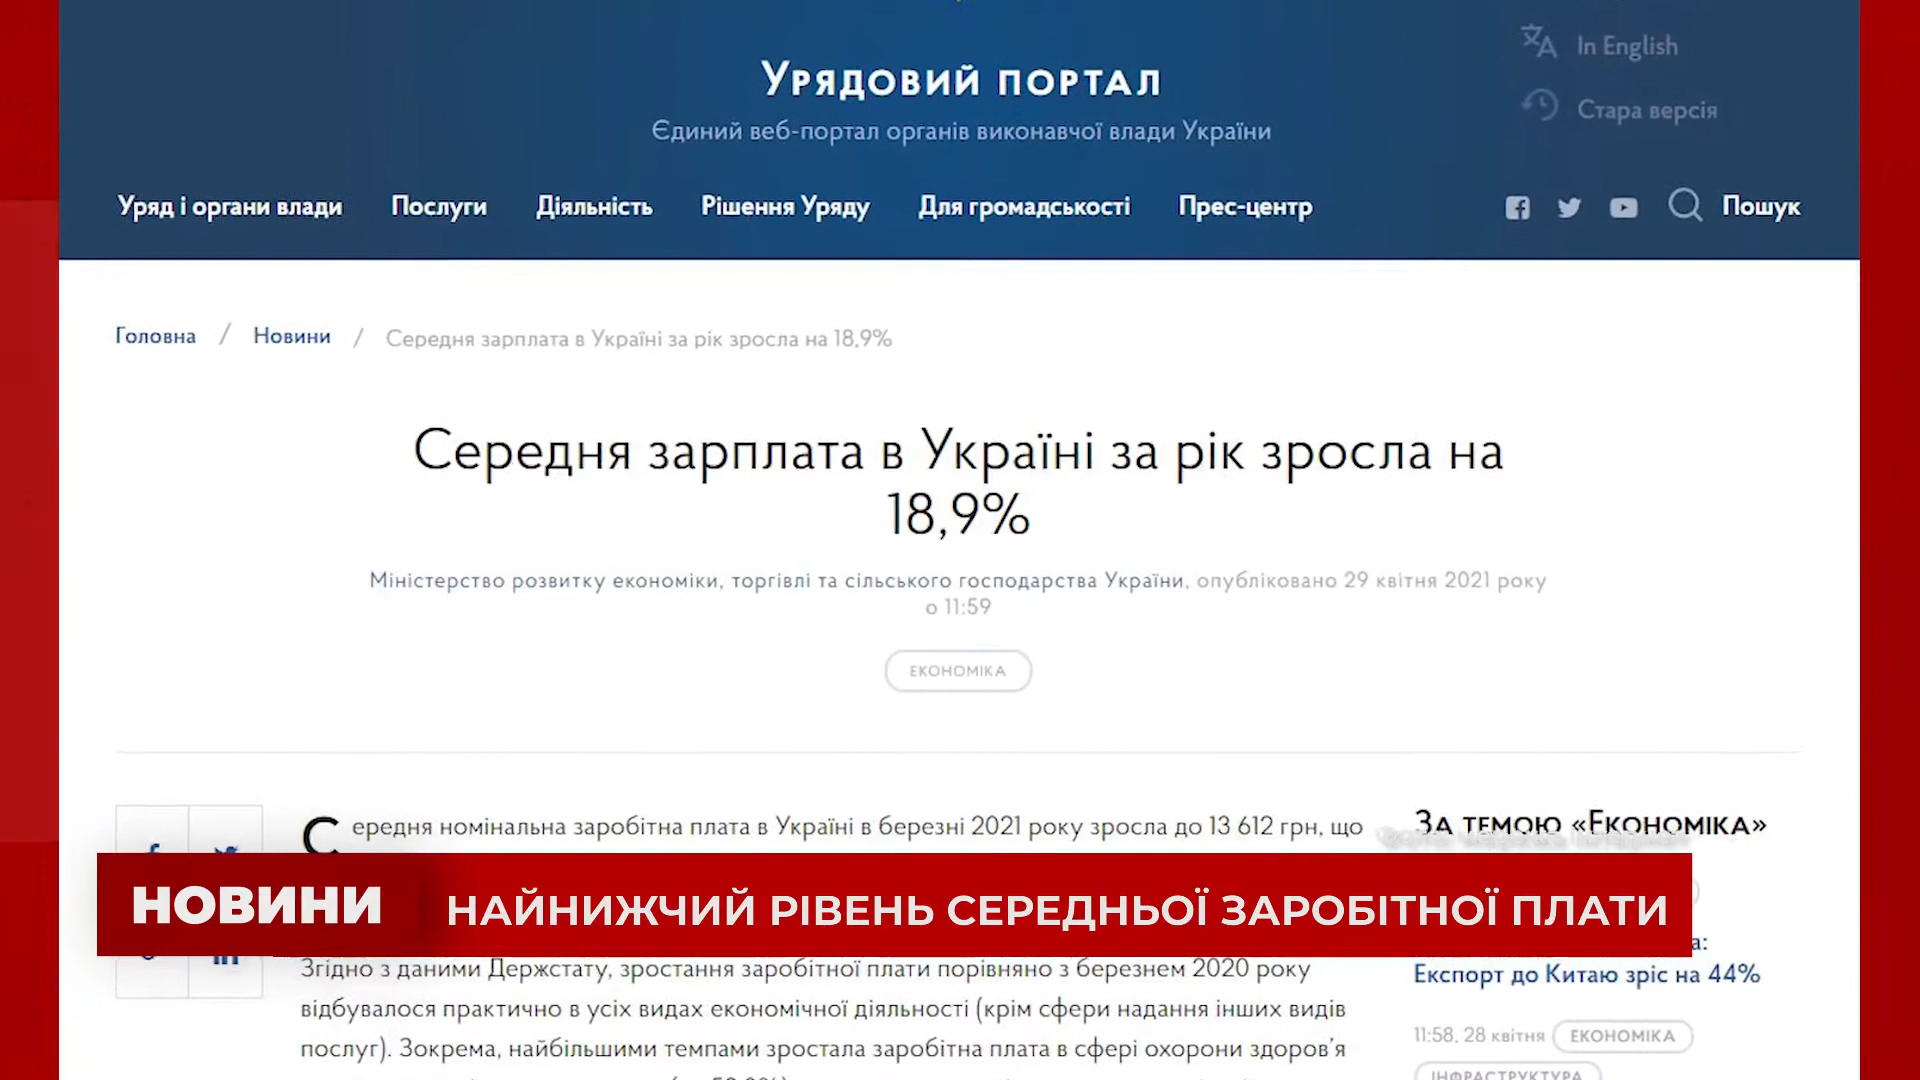 In English
УРЯДОВИЙ ПОРТАЛ
Стара версія
Єдиний веб-портал органів виконавчої влади України
Уряд і органи влади Послуги Діяльність Рішення Уряду Для громадськості Прес-центр Пошук
Головна / Новини / Середня зарплата в Україні за рік зросла на 18,9%
Середня зарплата в Україні за рік зросла на
18,9%
Міністерство розвитку економіки, торгівлі та сільського господарства України, опубліковано 29 квітня 2021 року
о 11:59
ЕКОНОМІКА
Середня номінальна заробітна плата в Україні в березні 2021 року зросла до 13 612 грн, що
ЗА ТЕМОЮ «ЕКОНОМІКА»
НОВИНИ НАЙНИЖЧИЙ РІВЕНЬ СЕРЕДНЬОЇ ЗАРОБІТНОЇ ПЛАТИ
Згідно з даними Держстату, зростання заробітної плати порівняно з березнем 2020 року
відбувалося практично в усіх видах економічної діяльності (крім сфери надання інших видів
послуг). Зокрема, найбільшими темпами зростала заробітна плата в сфері охорони здоров’я
Експорт до Китаю зріс на 44%
11:58, 28 квітня ЕКОНОМІКА
ІНФРАСТРУКТУРА